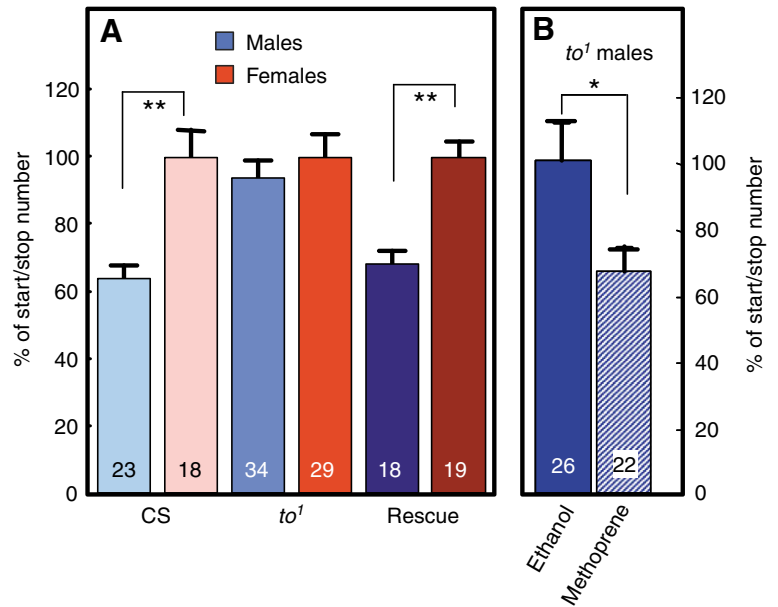 A
Males
Females
**
**
120
100
80
60
40
20
0
% of start/stop number
23
18
34
29
18
19
CS
to¹
Rescue
B
to¹ males
*
120
100
80
60
40
20
0
% of start/stop number
26
22
Ethanol
Methoprene